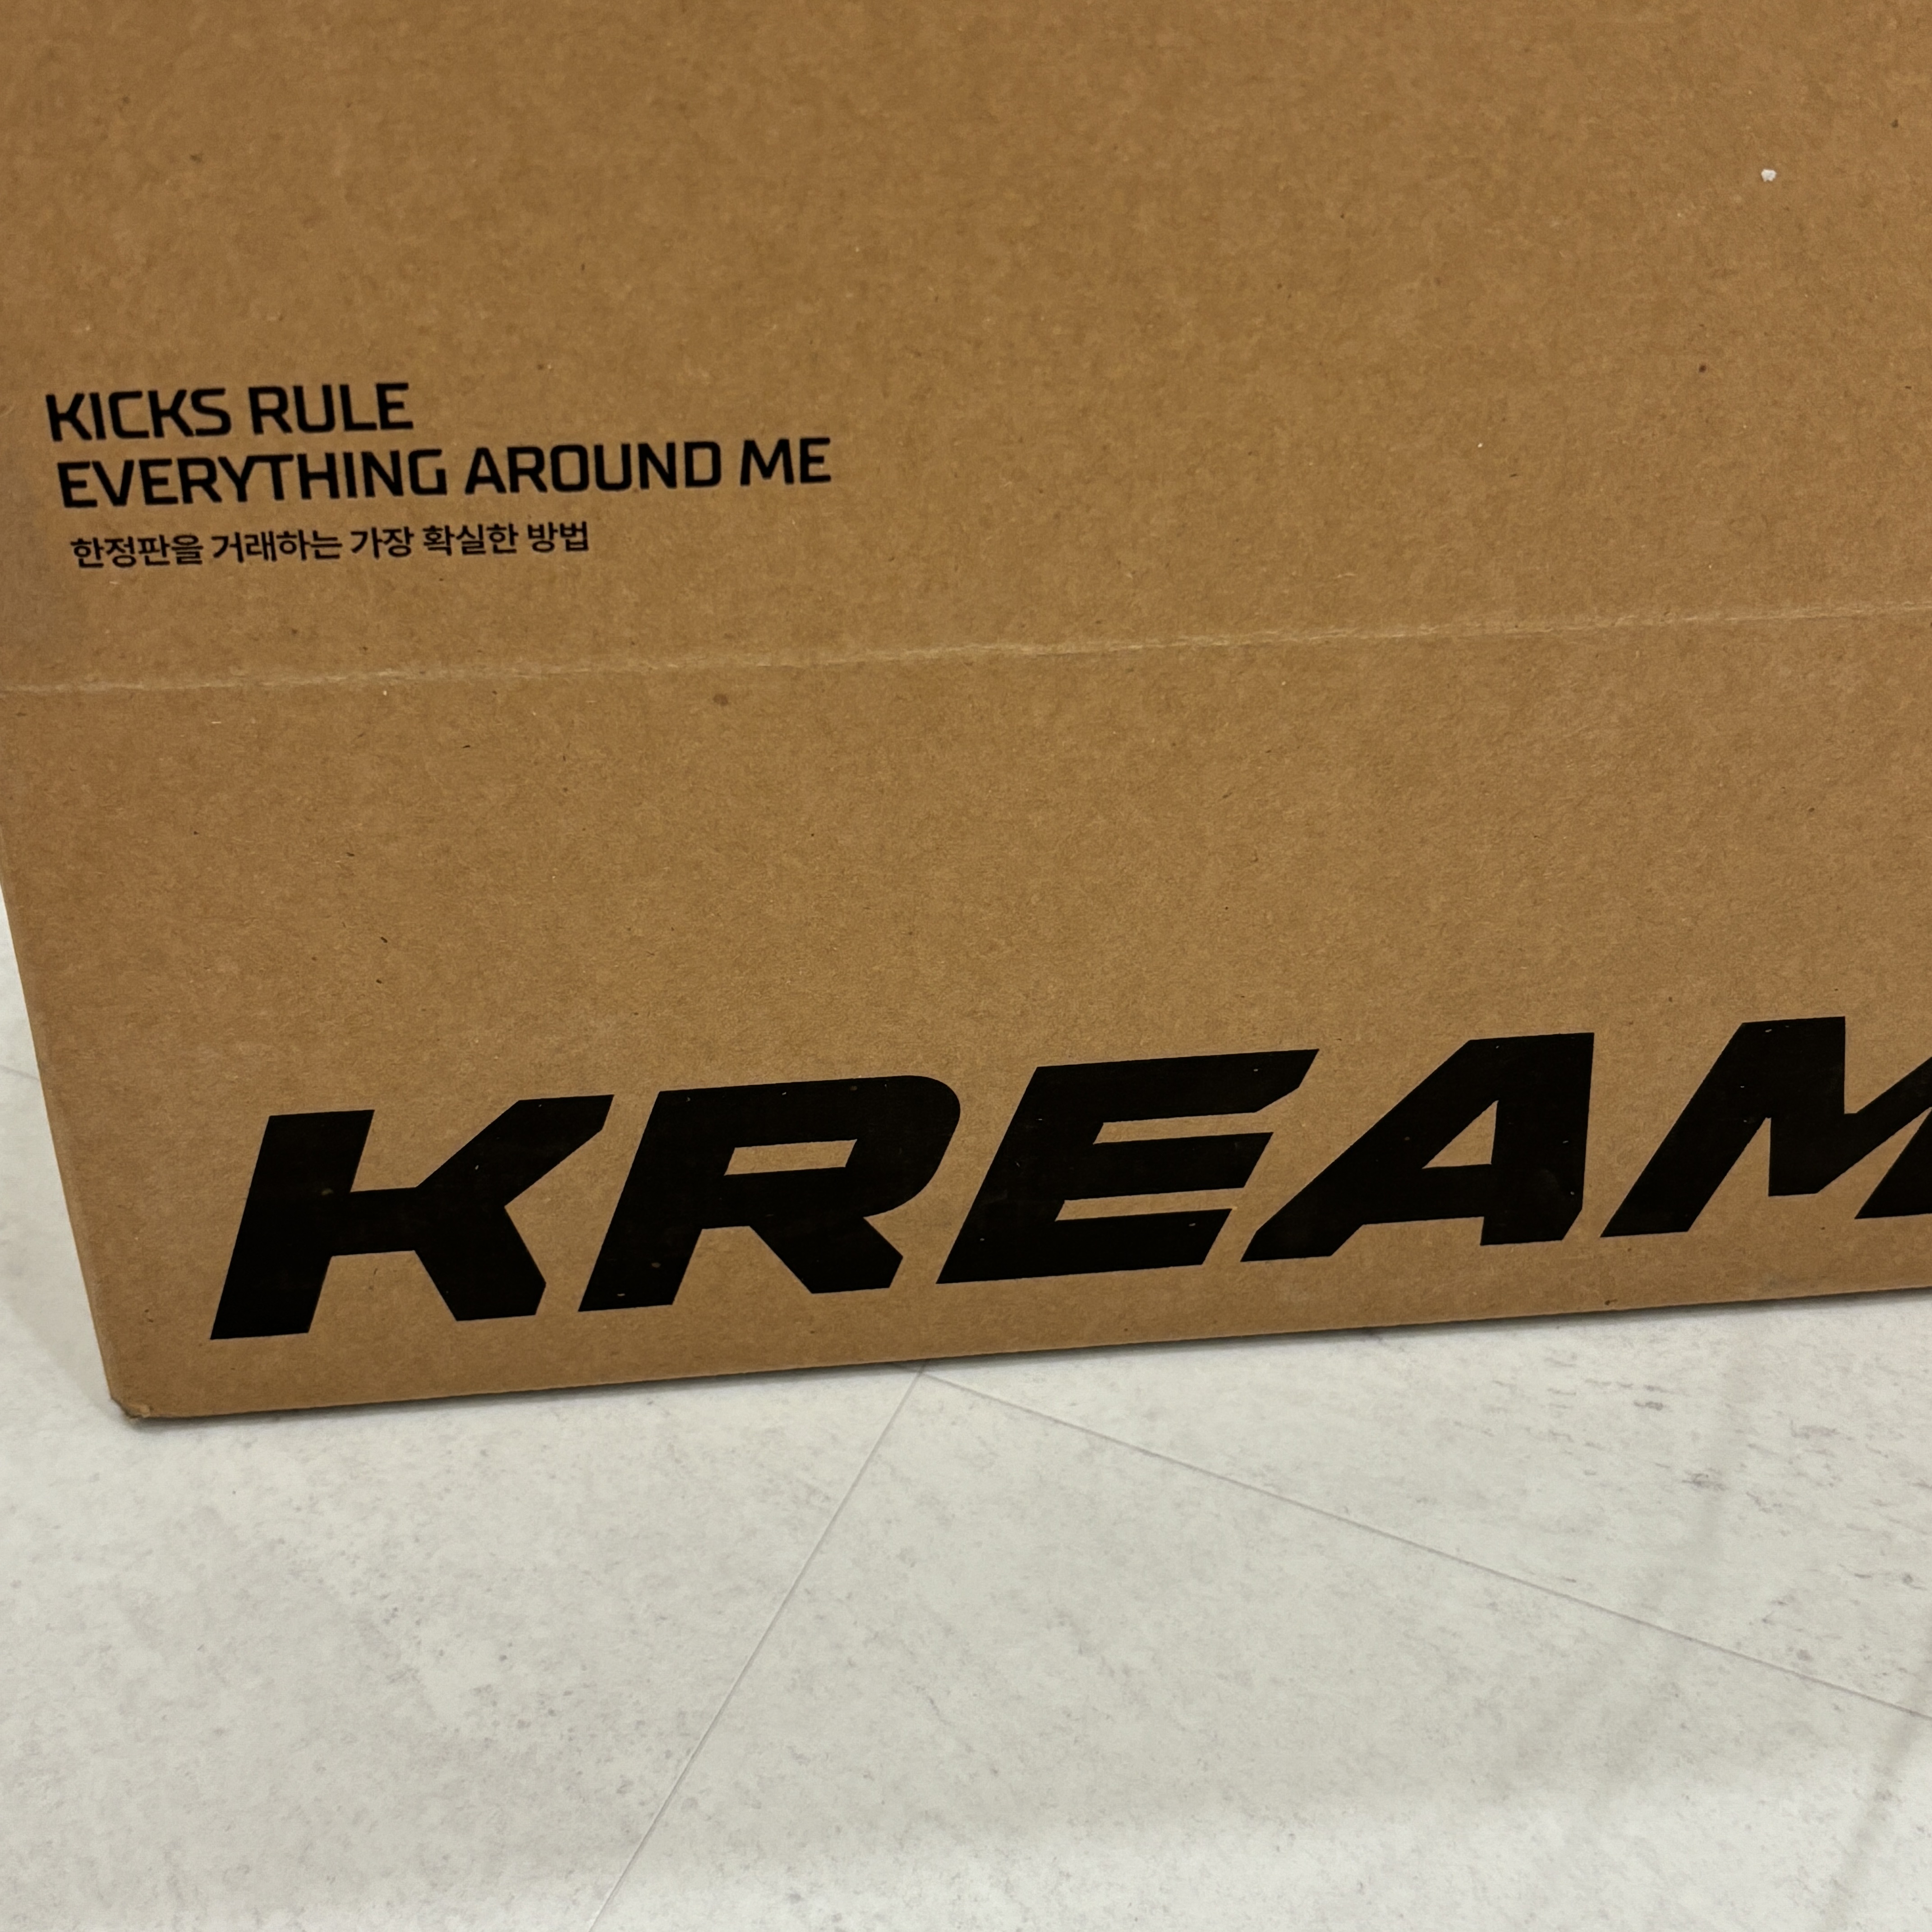 KICKS RULE
EVERYTHING AROUND ME
한정판을 거래하는 가장 확실한 방법
KREAM